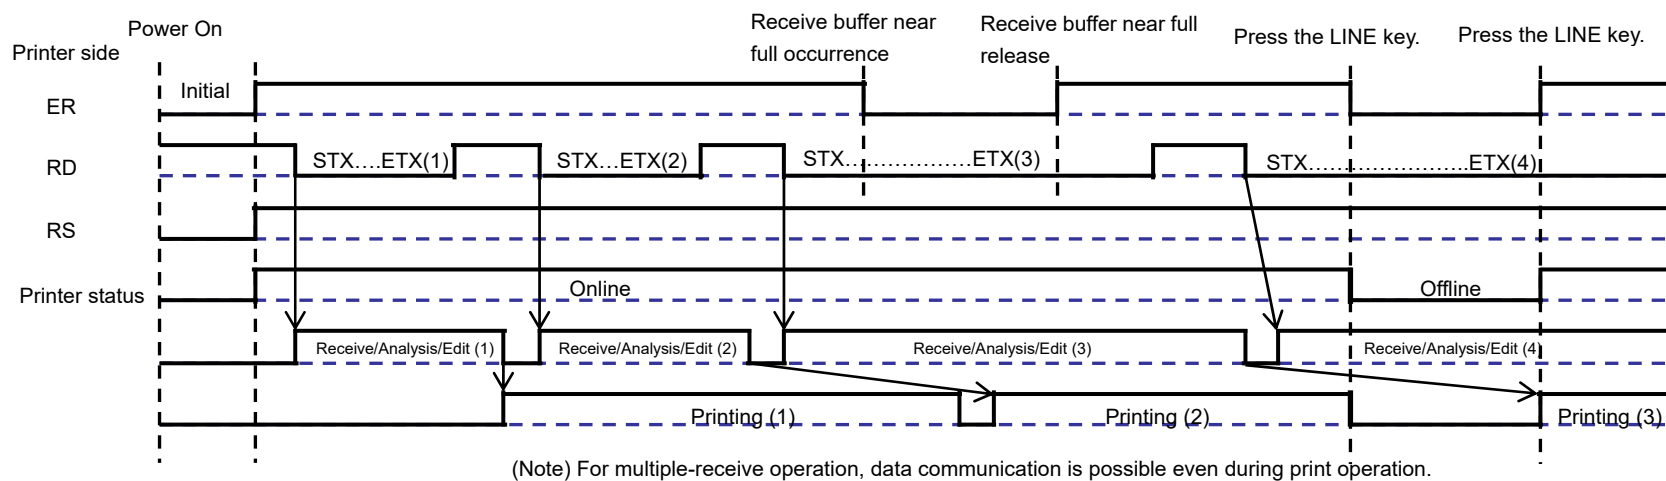 Power On
Receive buffer near
full occurrence
Receive buffer near full
release
Press the LINE key.
Press the LINE key.
Printer side
ER
Initial
RD
STX….ETX(1)
STX…ETX(2)
STX………………ETX(3)
STX…………………..ETX(4)
RS
Printer status
Online
Offline
Receive/Analysis/Edit (1)
Receive/Analysis/Edit (2)
Receive/Analysis/Edit (3)
Receive/Analysis/Edit (4)
Printing (1)
Printing (2)
Printing (3)
(Note) For multiple-receive operation, data communication is possible even during print operation.